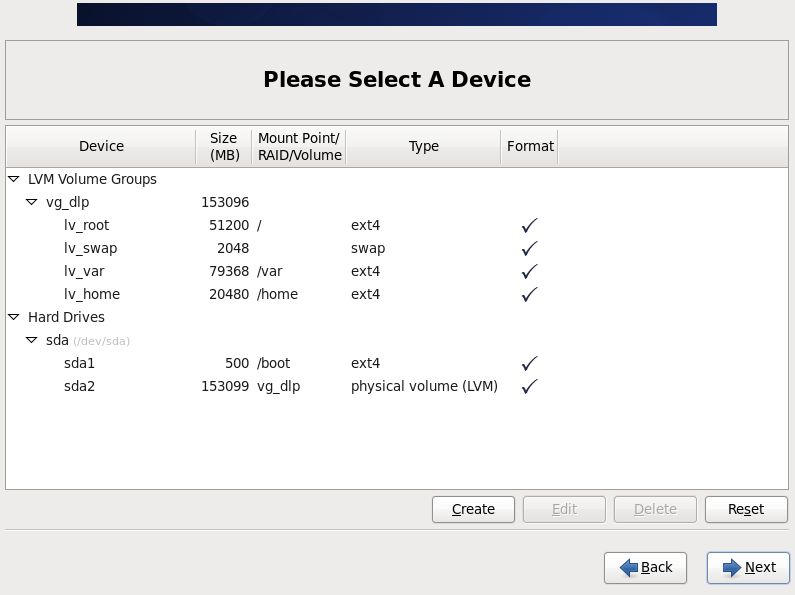 Please Select A Device
Device Size (MB) Mount Point/ RAID/Volume Type Format
LVM Volume Groups
vg_dlp 153096
lv_root 51200 / ext4
lv_swap 2048 swap
lv_var 79368 /var ext4
lv_home 20480 /home ext4
Hard Drives
sda (/dev/sda)
sda1 500 /boot ext4
sda2 153099 vg_dlp physical volume (LVM)
Create Edit Delete Reset
Back Next